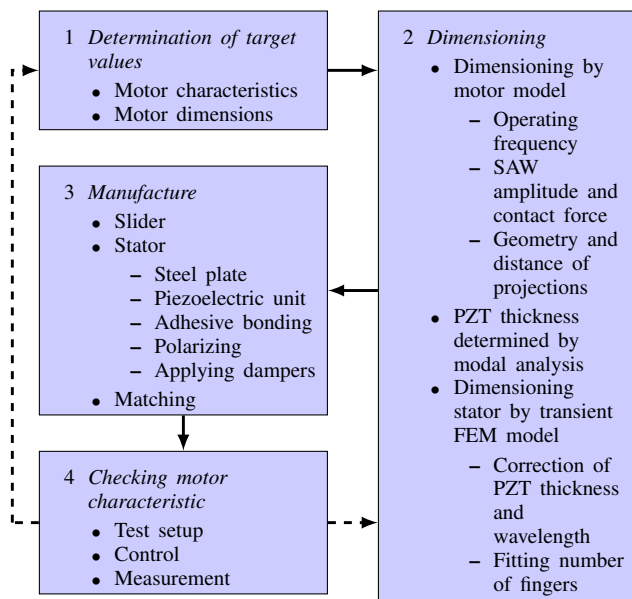 1 Determination of target
values
• Motor characteristics
• Motor dimensions
2 Dimensioning
• Dimensioning by
motor model
– Operating
frequency
– SAW
amplitude and
contact force
– Geometry and
distance of
projections
• PZT thickness
determined by
modal analysis
• Dimensioning
stator by transient
FEM model
– Correction of
PZT thickness
and
wavelength
– Fitting number
of fingers
3 Manufacture
• Slider
• Stator
– Steel plate
– Piezoelectric unit
– Adhesive bonding
– Polarizing
– Applying dampers
• Matching
4 Checking motor
characteristic
• Test setup
• Control
• Measurement